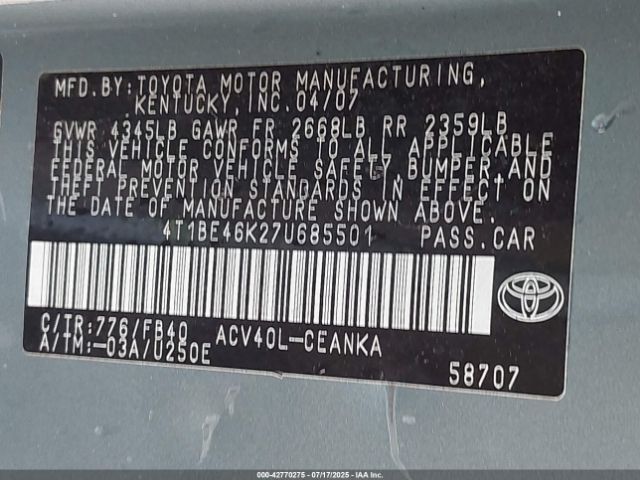 MFD.BY:TOYOTA MOTOR MANUFACTURING,
KENTUCKY, INC.04/07
GVWR 4345LB GAWR FR 2668LB RR 2359LB
THIS VEHICLE CONFORMS TO ALL APPLICABLE
FEDERAL MOTOR VEHICLE SAFETY,BUMPER,AND
THEFT PREVENTION STANDARDS IN EFFECT ON
THE DATE OF MANUFACTURE SHOWN ABOVE.
4T1BE46K27U685501 PASS.CAR
C/TR:776/FB40 ACV40L-CEANKA
A/TM:-03A/U250E
58707
000-42770275 - 07/17/2025 - IAA Inc.